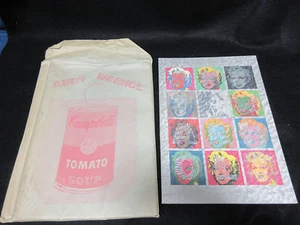 ANDY WARHOL
Campbell's
TOMATO
SOUP